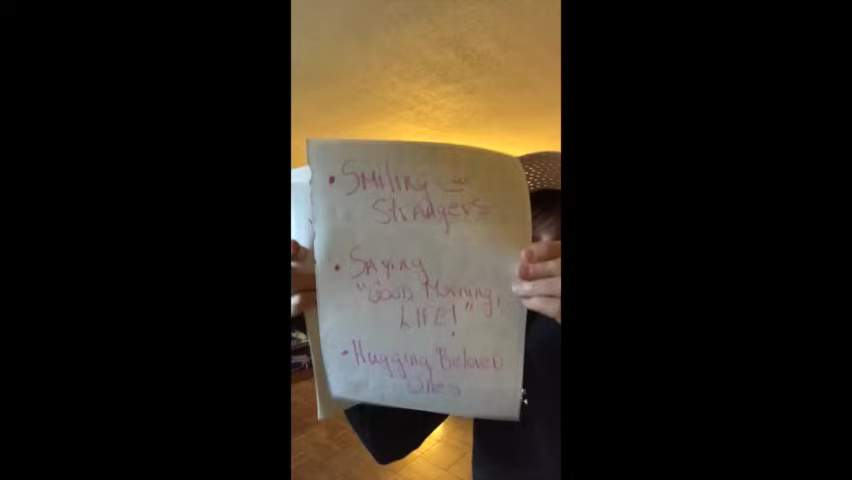 • Smiling
Strangers
• Saying
"Good Morning,
LIFE!"
• Hugging Beloved
Ones